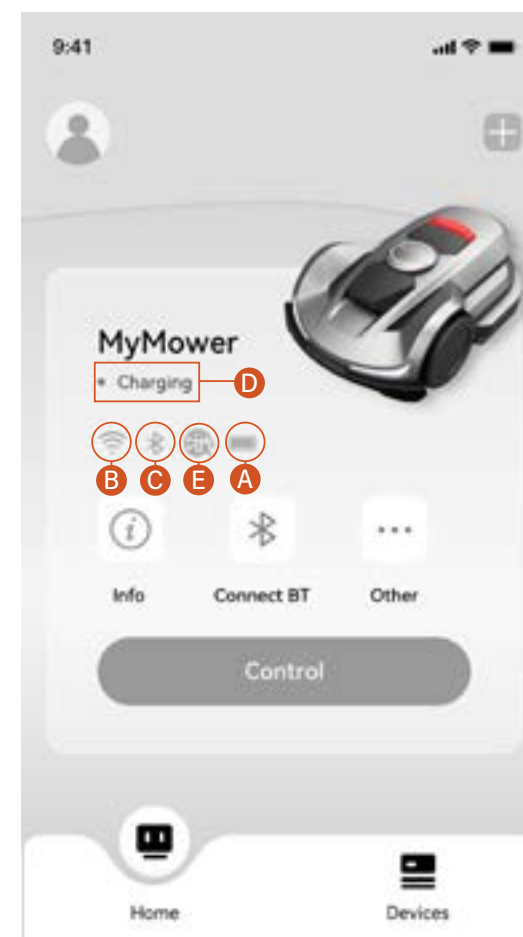 9:41
MyMower
• Charging
D
B C E A
Info Connect BT Other
Control
Home Devices